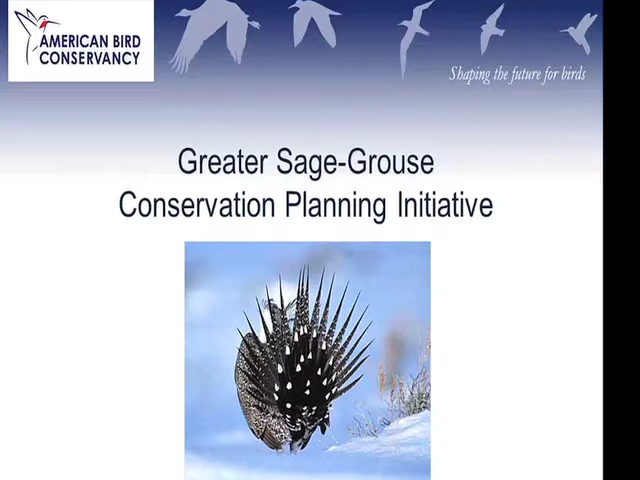 AMERICAN BIRD
CONSERVANCY
Shaping the future for birds
Greater Sage-Grouse
Conservation Planning Initiative